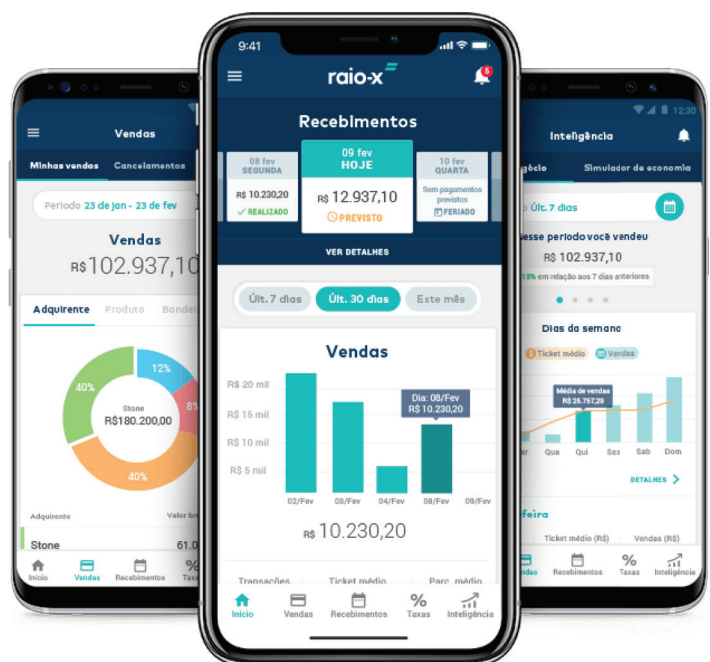 Vendas
Minhas vendas Cancelamentos
Período 23 de jan - 23 de fev
Vendas
R$102.937,10
Adquirente Produto
12%
40%
8%
Stone
R$180.200,00
40%
Adquirente Valor
Stone 61.0
Início Vendas Recebimentos
9:41
raio-x
5
Recebimentos
08 fev
SEGUNDA
R$ 10.230,20
REALIZADO
09 fev
HOJE
R$ 12.937,10
PREVISTO
10 fev
QUARTA
Sem pagamentos
previstos
FERIADO
VER DETALHES
Últ. 7 dias Últ. 30 dias Este mês
Vendas
R$ 20 mil
R$ 15 mil
R$ 10 mil
R$ 5 mil
Dia: 08/Fev
R$ 10.230,20
02/Fev 03/Fev 04/Fev 08/Fev 09/Fev
R$ 10.230,20
Transações Ticket médio Parc. médio
Início Vendas Recebimentos Taxas Inteligência
12:30
Inteligência
Simulador de economia
Últ. 7 dias
esse período você vendeu
R$ 102.937,10
13% em relação aos 7 dias anteriores
Dias da semana
Ticket médio Vendas
Média de vendas
R$ 25.767,29
er Qua Qui Sex Sab Dom
DETALHES
feira
Ticket médio (R$) Vendas (R$)
Recebimentos Taxas Inteligência